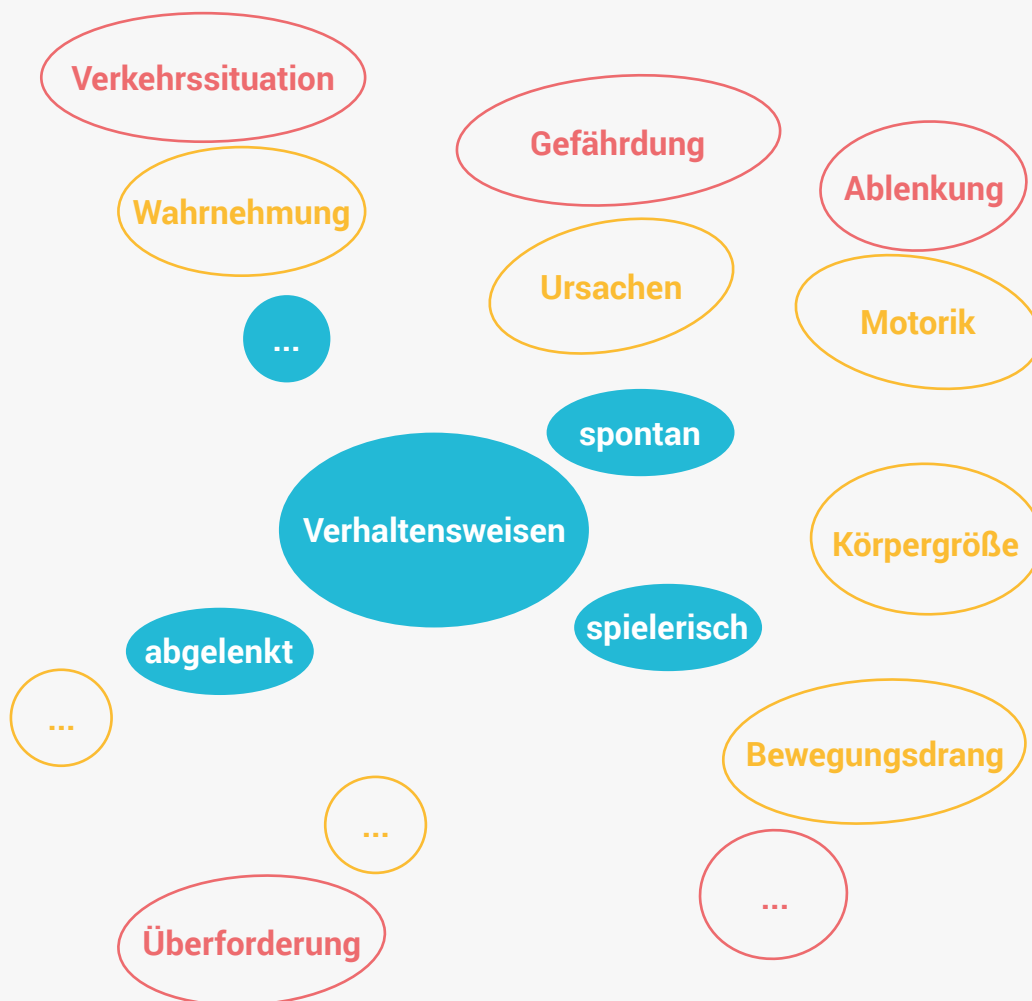 Verkehrssituation
Gefährdung
Ablenkung
Wahrnehmung
Ursachen
Motorik
...
spontan
Verhaltensweisen
Körpergröße
spielerisch
abgelenkt
...
Bewegungsdrang
...
...
Überforderung